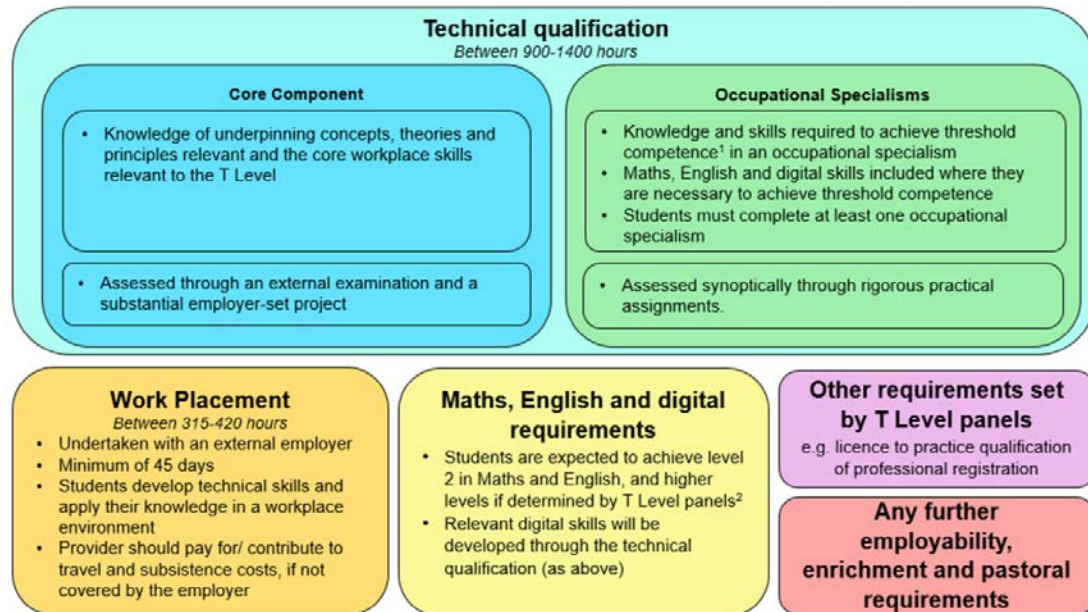 Technical qualification
Between 900-1400 hours
Core Component
• Knowledge of underpinning concepts, theories and
principles relevant and the core workplace skills
relevant to the T Level
• Assessed through an external examination and a
substantial employer-set project
Occupational Specialisms
• Knowledge and skills required to achieve threshold
competence¹ in an occupational specialism
• Maths, English and digital skills included where they
are necessary to achieve threshold competence
• Students must complete at least one occupational
specialism
• Assessed synoptically through rigorous practical
assignments.
Work Placement
Between 315-420 hours
• Undertaken with an external employer
• Minimum of 45 days
• Students develop technical skills and
apply their knowledge in a workplace
environment
• Provider should pay for/ contribute to
travel and subsistence costs, if not
covered by the employer
Maths, English and digital
requirements
• Students are expected to achieve level
2 in Maths and English, and higher
levels if determined by T Level panels²
• Relevant digital skills will be
developed through the technical
qualification (as above)
Other requirements set
by T Level panels
e.g. licence to practice qualification
of professional registration
Any further
employability,
enrichment and pastoral
requirements